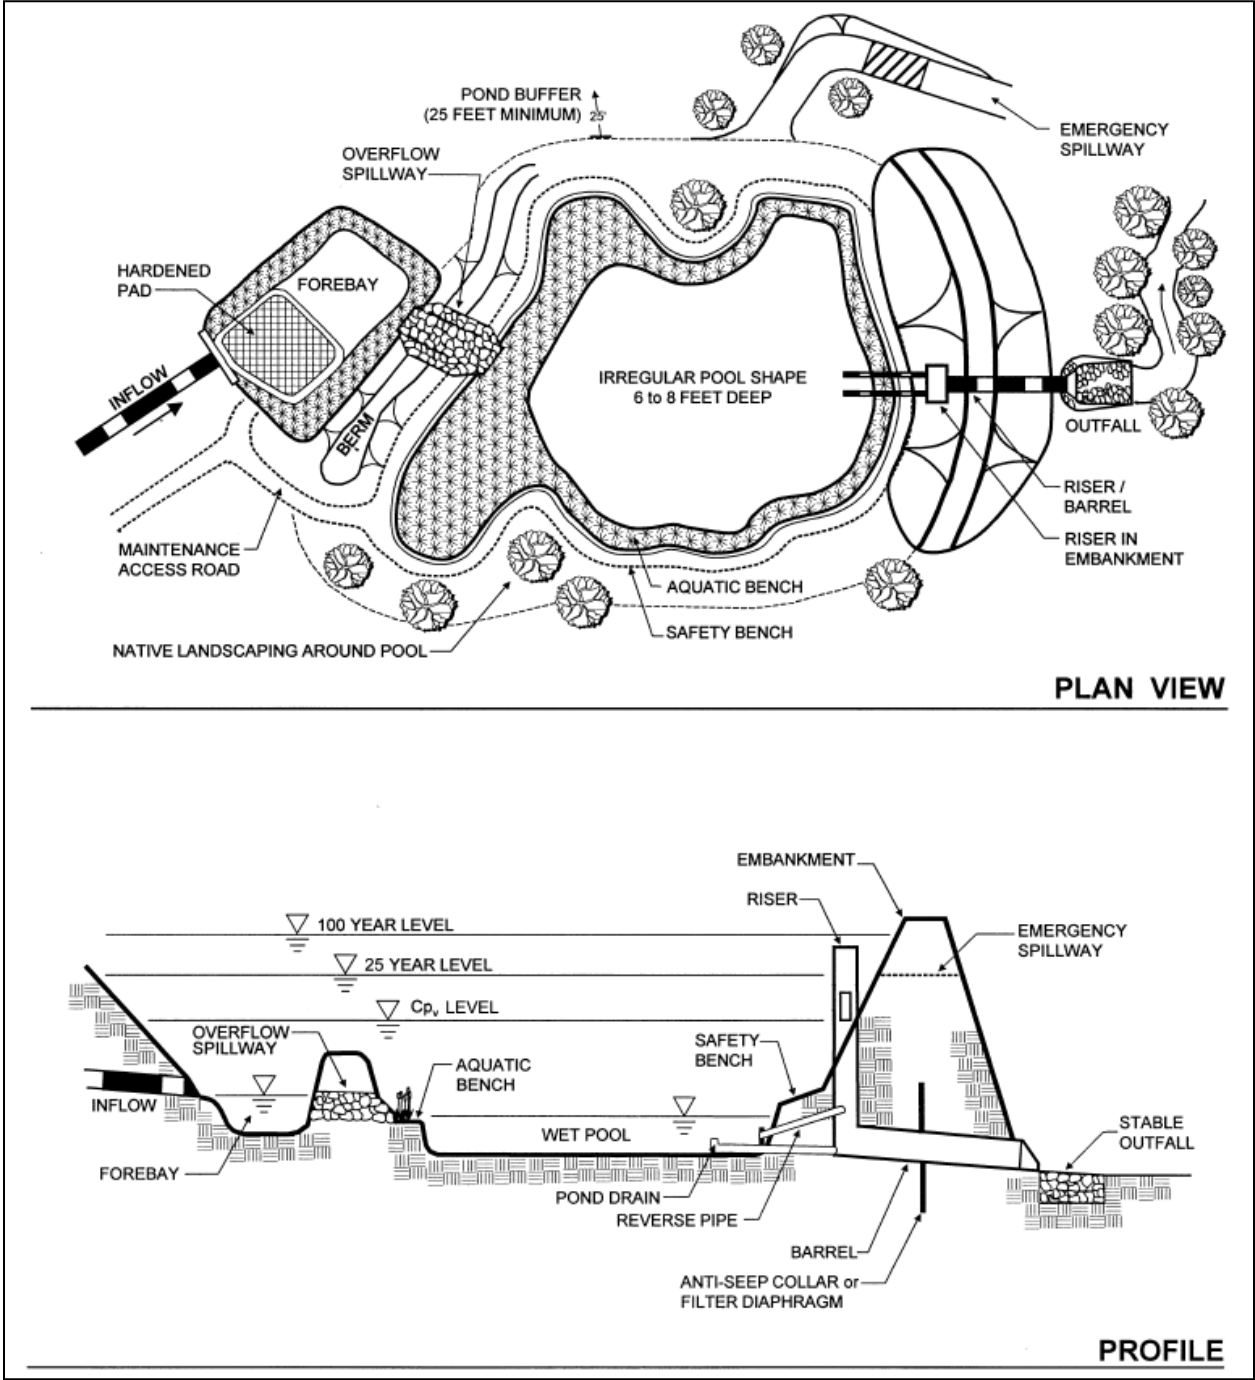 POND BUFFER
(25 FEET MINIMUM)
25'
OVERFLOW
SPILLWAY
EMERGENCY
SPILLWAY
HARDENED
PAD
FOREBAY
INFLOW
BERM
IRREGULAR POOL SHAPE
6 to 8 FEET DEEP
OUTFALL
RISER /
BARREL
RISER IN
EMBANKMENT
MAINTENANCE
ACCESS ROAD
AQUATIC BENCH
SAFETY BENCH
NATIVE LANDSCAPING AROUND POOL
PLAN VIEW
EMBANKMENT
RISER
100 YEAR LEVEL
EMERGENCY
SPILLWAY
25 YEAR LEVEL
Cpv LEVEL
OVERFLOW
SPILLWAY
SAFETY
BENCH
AQUATIC
BENCH
INFLOW
WET POOL
STABLE
OUTFALL
FOREBAY
POND DRAIN
REVERSE PIPE
BARREL
ANTI-SEEP COLLAR or
FILTER DIAPHRAGM
PROFILE